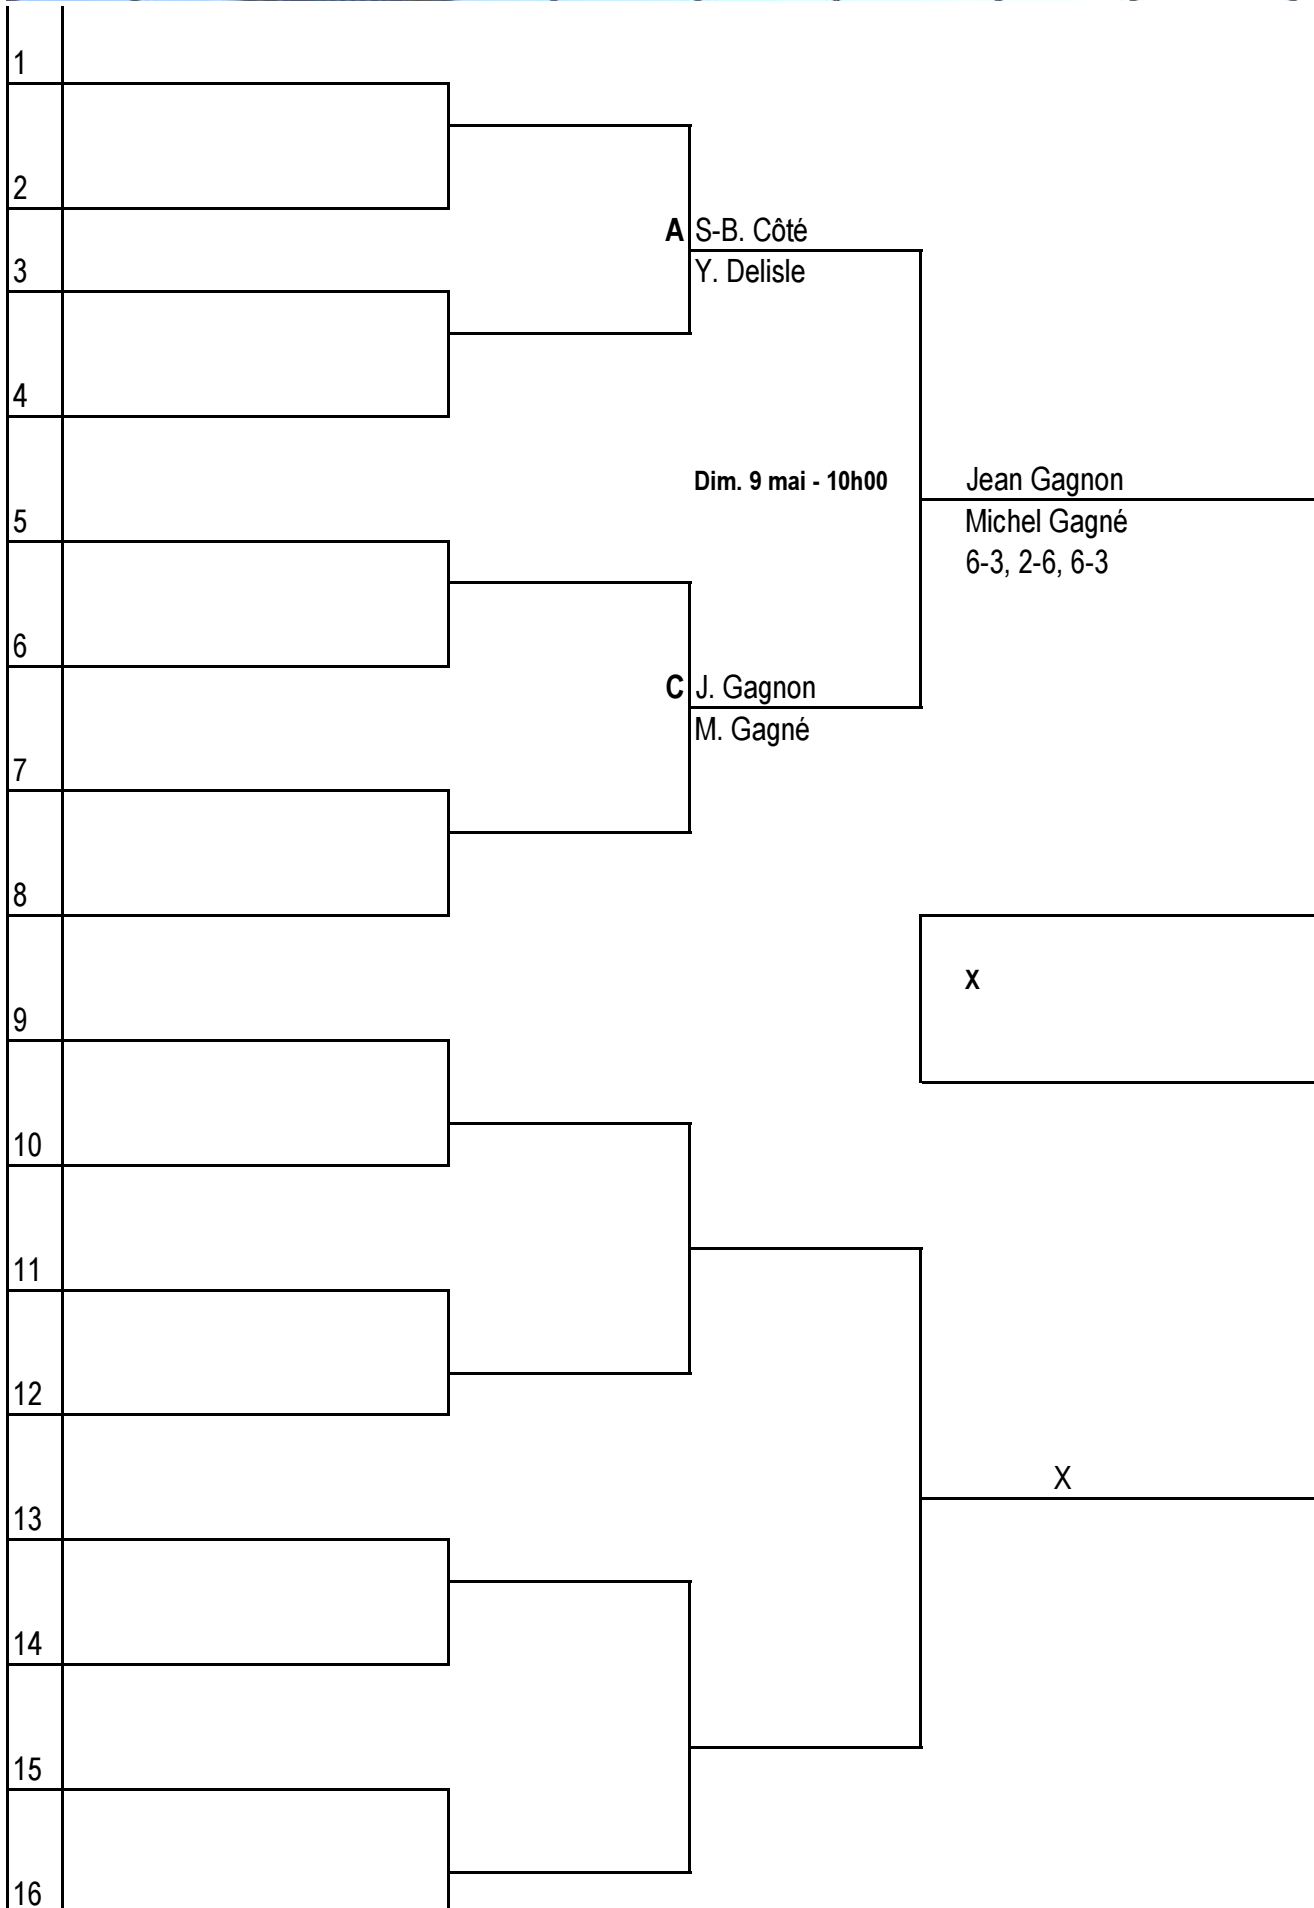 1
2
A S-B. Côté
3
Y. Delisle
4
Dim. 9 mai - 10h00
Jean Gagnon
5
Michel Gagné
6-3, 2-6, 6-3
6
C J. Gagnon
M. Gagné
7
8
X
9
10
11
12
X
13
14
15
16